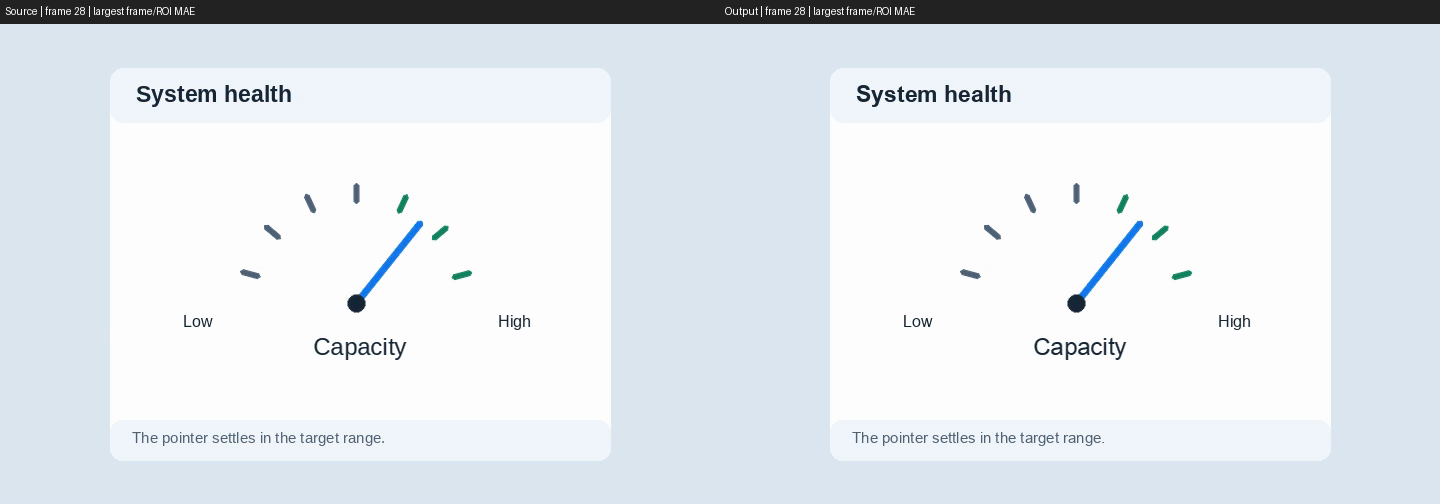 Source | frame 28 | largest frame/ROI MAE
System health
Low
High
Capacity
The pointer settles in the target range.
Output | frame 28 | largest frame/ROI MAE
System health
Low
High
Capacity
The pointer settles in the target range.